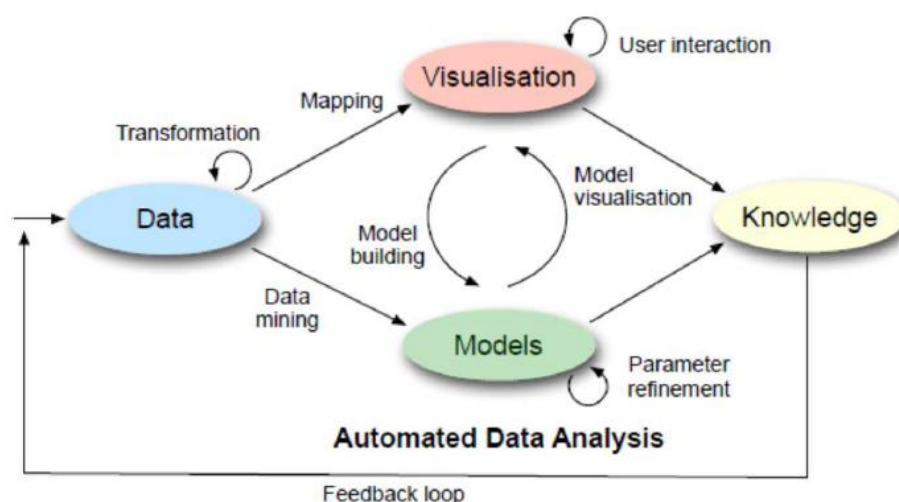 User interaction
Visualisation
Mapping
Transformation
Data
Model
visualisation
Knowledge
Model
building
Data
mining
Models
Parameter
refinement
Automated Data Analysis
Feedback loop